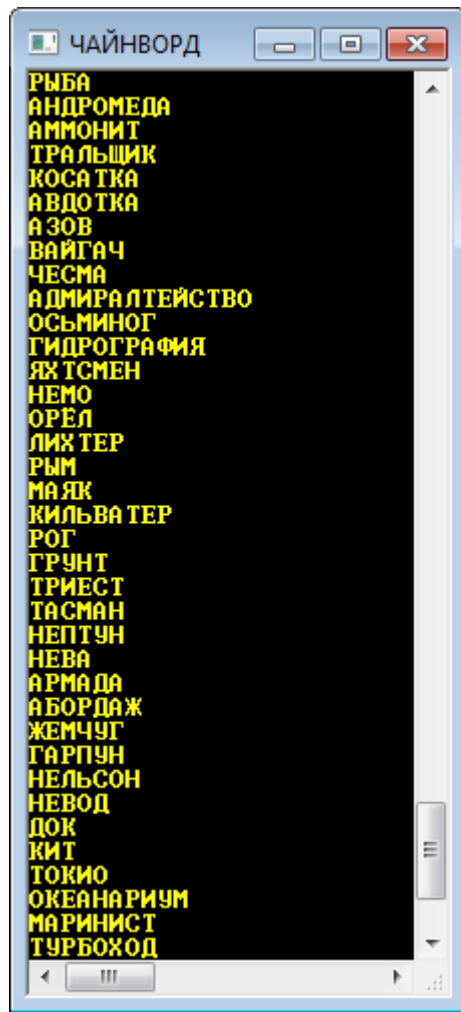 ЧАЙНВОРД
РЫБА
АНДРОМЕДА
АММОНИТ
ТРАЛЬЩИК
КОСАТКА
АВДОТКА
АЗОВ
ВАЙГАЧ
ЧЕСМА
АДМИРАЛТЕЙСТВО
ОСЬМИНОГ
ГИДРОГРАФИЯ
ЯХТСМЕН
НЕМО
ОРЁЛ
ЛИХТЕР
РЫМ
МАЯК
КИЛЬВАТЕР
РОГ
ГРУНТ
ТРИЕСТ
ТАСМАН
НЕПТУН
НЕВА
АРМАДА
АБОРДАЖ
ЖЕМЧУГ
ГАРПУН
НЕЛЬСОН
НЕВОД
ДОК
КИТ
ТОКИО
ОКЕАНАРИУМ
МАРИНИСТ
ТУРБОХОД